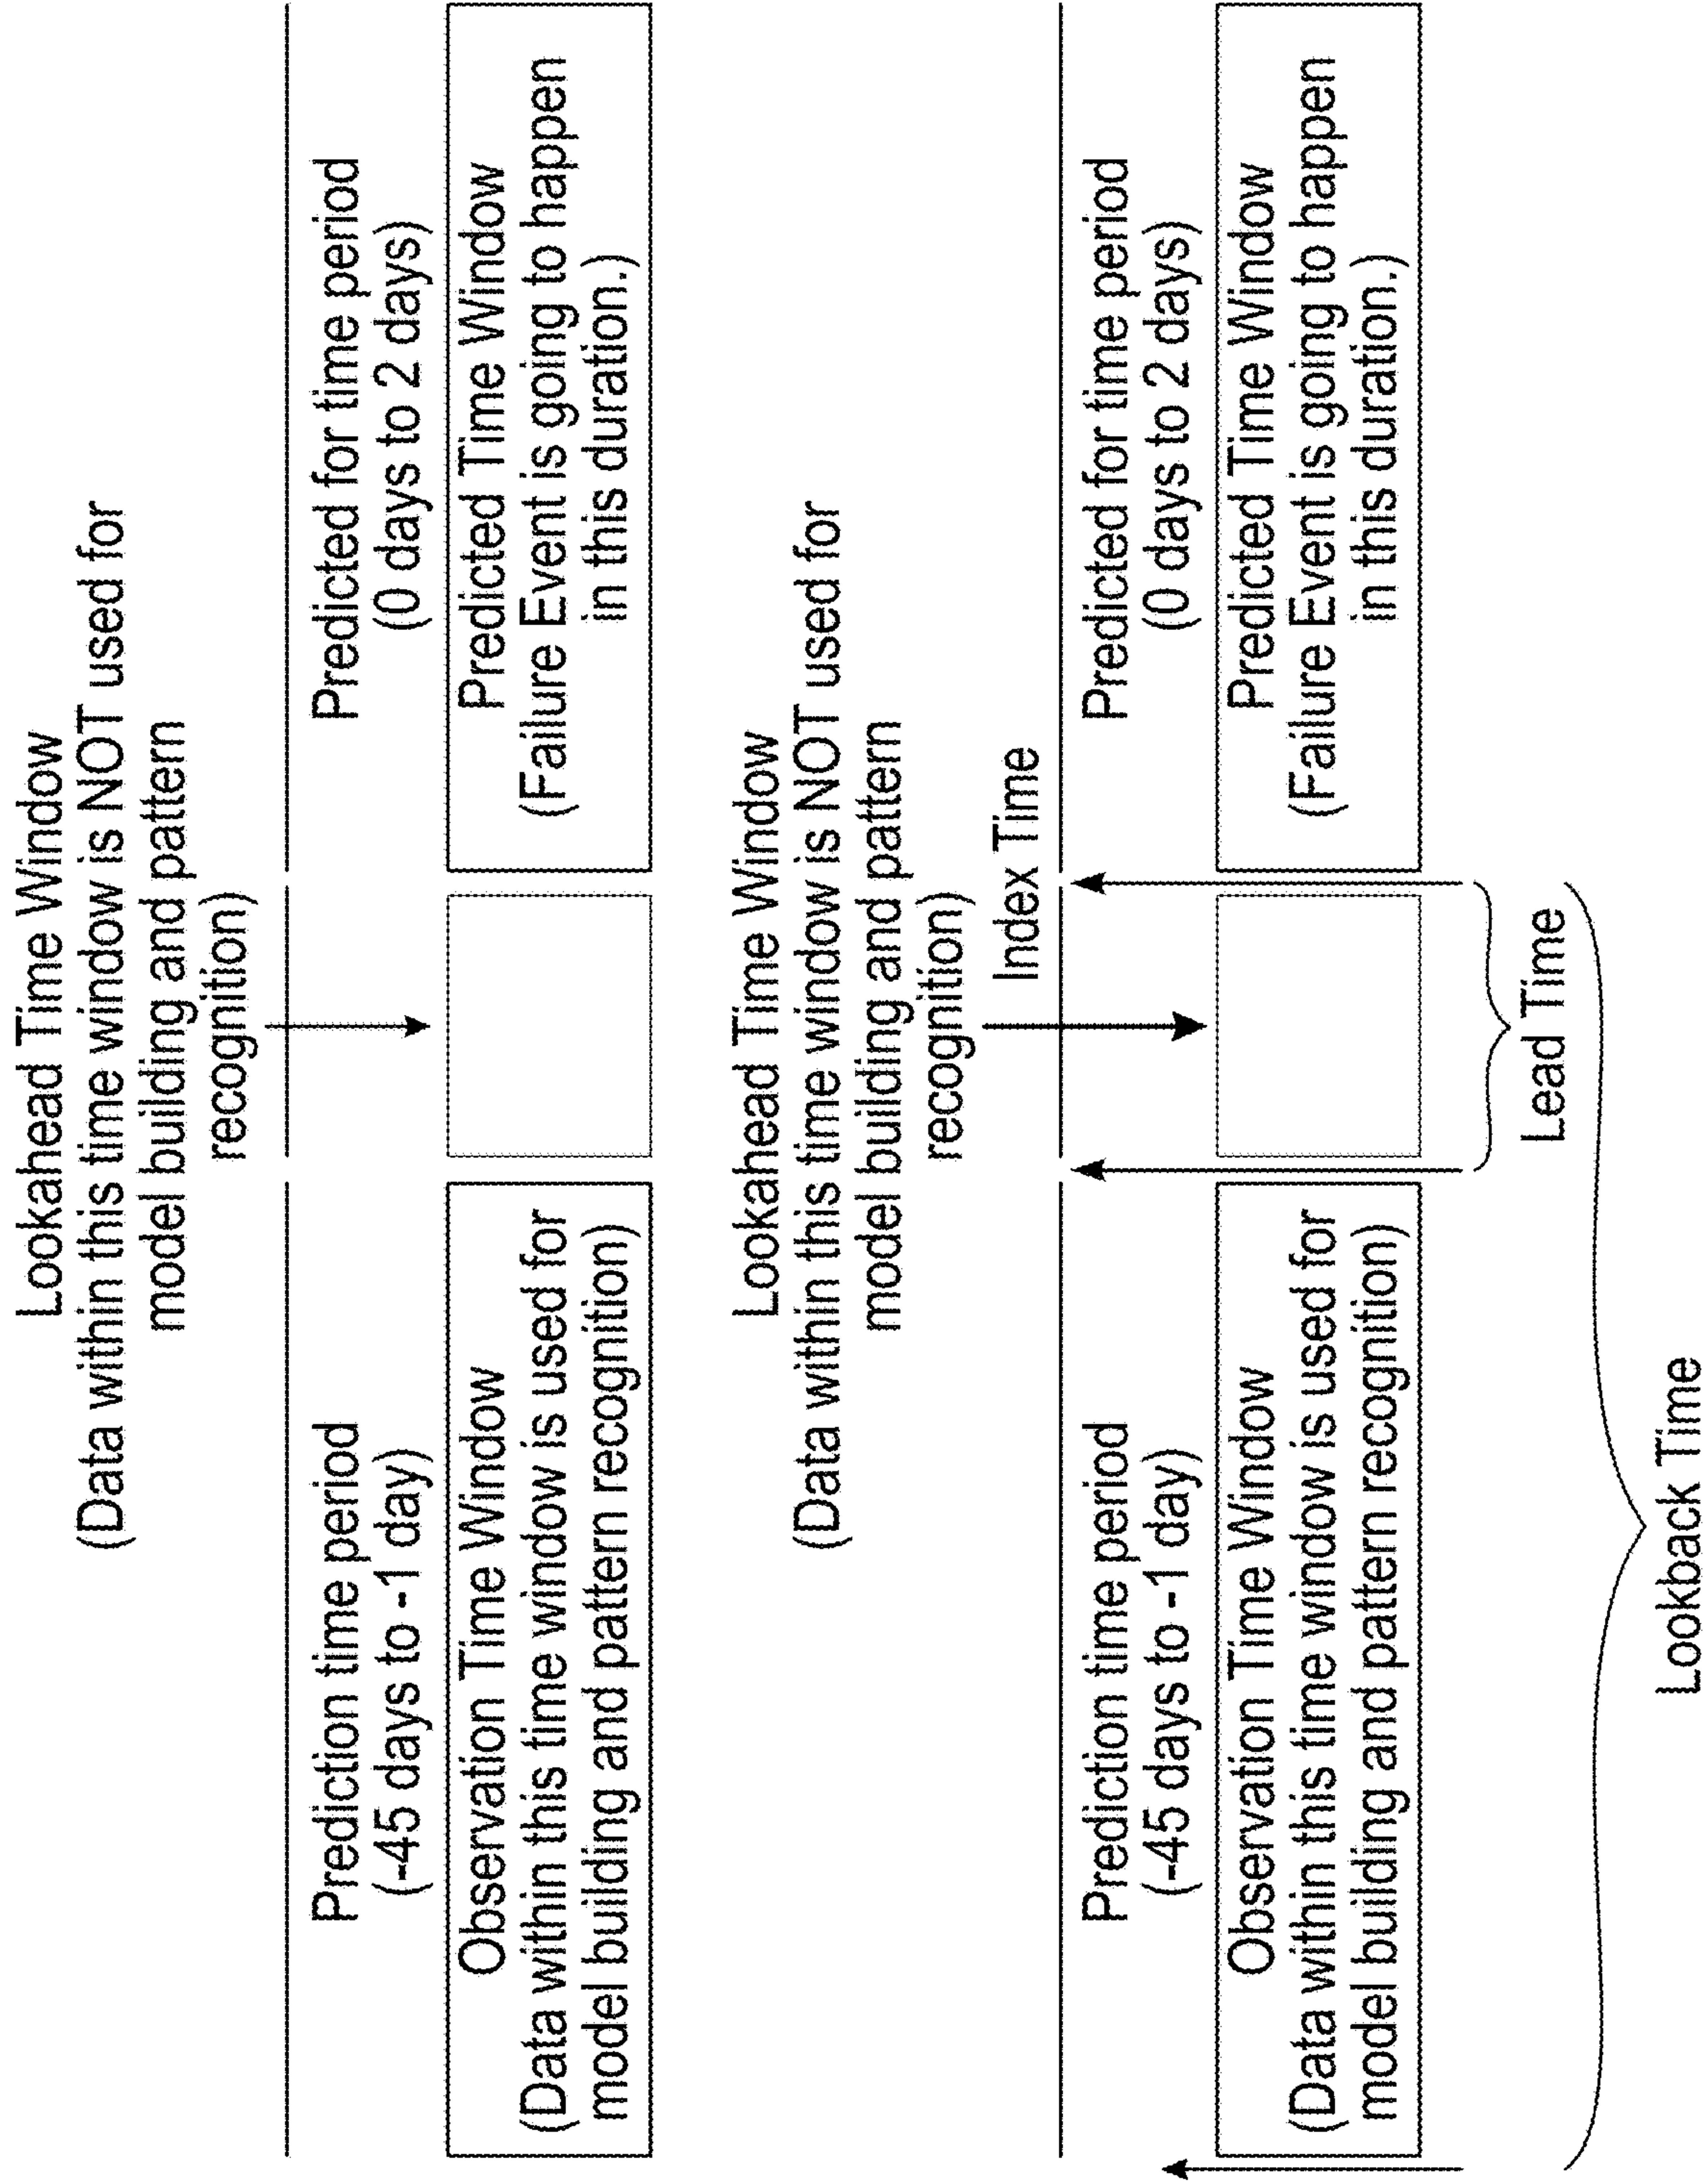 Lookahead Time Window
(Data within this time window is NOT used for
model building and pattern
recognition)
Prediction time period
(-45 days to -1 day)
Predicted for time period
(0 days to 2 days)
Observation Time Window
(Data within this time window is used for
model building and pattern recognition)
Predicted Time Window
(Failure Event is going to happen
in this duration.)
Lookahead Time Window
(Data within this time window is NOT used for
model building and pattern
recognition)
Index Time
Prediction time period
(-45 days to -1 day)
Predicted for time period
(0 days to 2 days)
Observation Time Window
(Data within this time window is used for
model building and pattern recognition)
Predicted Time Window
(Failure Event is going to happen
in this duration.)
Lead Time
Lookback Time